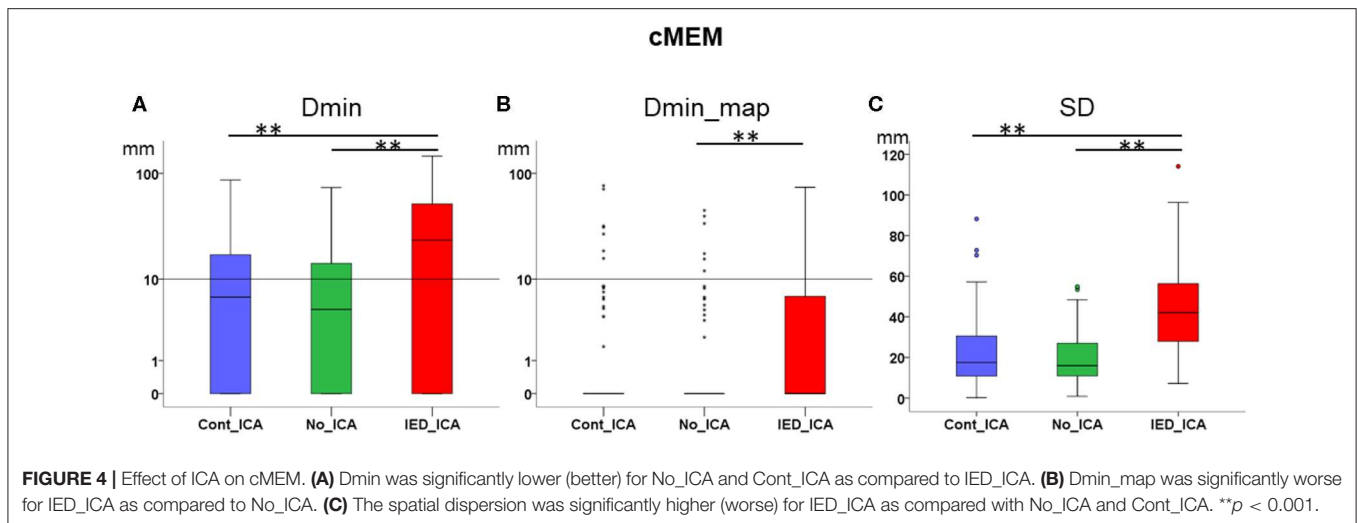 cMEM
A Dmin
** **
mm
100
10
1
0
Cont_ICA No_ICA IED_ICA
B Dmin_map
**
mm
100
10
1
0
Cont_ICA No_ICA IED_ICA
C SD
** **
mm
120
100
80
60
40
20
0
Cont_ICA No_ICA IED_ICA
FIGURE 4 | Effect of ICA on cMEM. (A) Dmin was significantly lower (better) for No_ICA and Cont_ICA as compared to IED_ICA. (B) Dmin_map was significantly worse
for IED_ICA as compared to No_ICA. (C) The spatial dispersion was significantly higher (worse) for IED_ICA as compared with No_ICA and Cont_ICA. **p < 0.001.